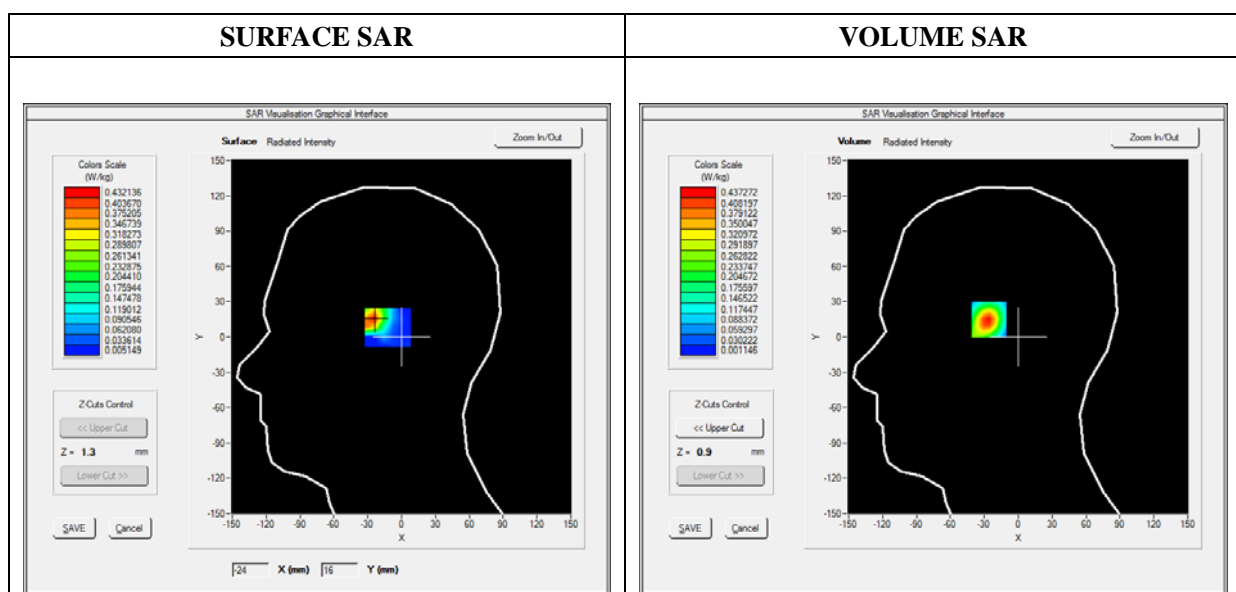 SURFACE SAR
VOLUME SAR
SAR Visualisation Graphical Interface
Surface Radiated Intensity
Zoom In/Out
Colors Scale
(W/kg)
0.432136
0.403670
0.375205
0.346739
0.318273
0.289807
0.261341
0.232875
0.204410
0.175944
0.147478
0.119012
0.090546
0.062080
0.033614
0.005149
Z-Cuts Control
<< Upper Cut
Z = 1.3 mm
Lower Cut >>
SAVE Cancel
150
120
90
60
30
0
-30
-60
-90
-120
-150
Y
-150 -120 -90 -60 -30 0 30 60 90 120 150
X
-24 X (mm) 16 Y (mm)
SAR Visualisation Graphical Interface
Volume Radiated Intensity
Zoom In/Out
Colors Scale
(W/kg)
0.437272
0.408197
0.379122
0.350047
0.320972
0.291897
0.262822
0.233747
0.204672
0.175597
0.146522
0.117447
0.088372
0.059297
0.030222
0.001146
Z-Cuts Control
<< Upper Cut
Z = 0.9 mm
Lower Cut >>
SAVE Cancel
150
120
90
60
30
0
-30
-60
-90
-120
-150
Y
-150 -120 -90 -60 -30 0 30 60 90 120 150
X